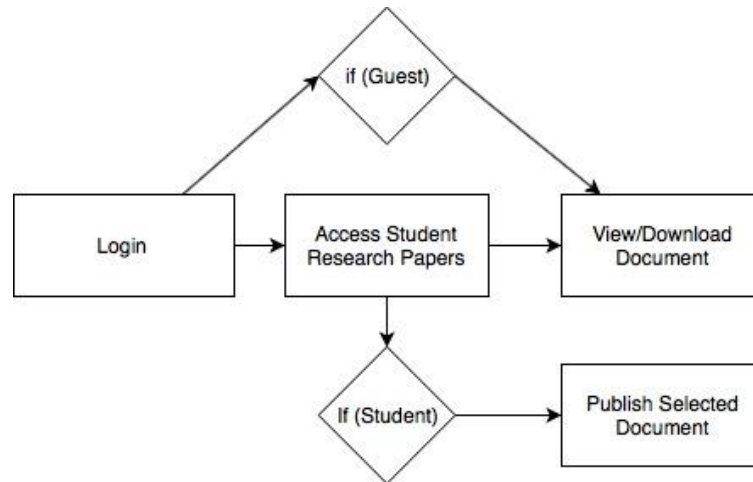 if (Guest)
Login
Access Student
Research Papers
View/Download
Document
If (Student)
Publish Selected
Document